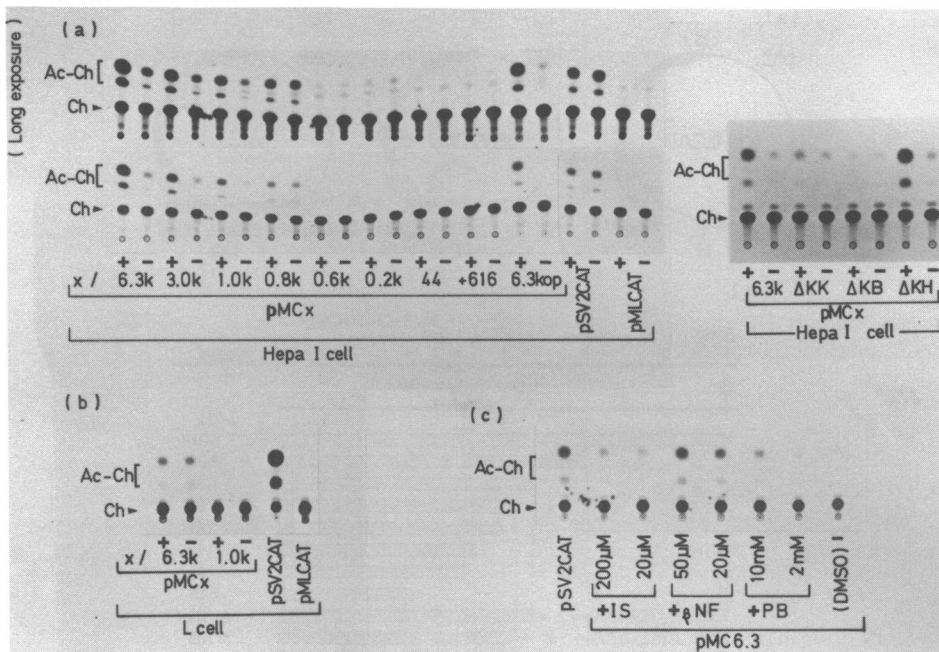 ( Long exposure )
(a)
Ac-Ch
Ch
Ac-Ch
Ch
+ − + − + − + − + − + − + − + − + − + − + −
x / 6.3k 3.0k 1.0k 0.8k 0.6k 0.2k 44 +616 6.3kop pSV2CAT pMLCAT
pMCx
Hepa I cell
Ac-Ch
Ch
+ − + − + − + −
6.3k ΔKK ΔKB ΔKH
pMCx
Hepa I cell
(b)
Ac-Ch
Ch
+ − + −
x / 6.3k 1.0k pSV2CAT pMLCAT
pMCx
L cell
(c)
Ac-Ch
Ch
pSV2CAT 200µM 20µM 50µM 20µM 10mM 2mM (DMSO) −
+IS +βNF +PB
pMC6.3